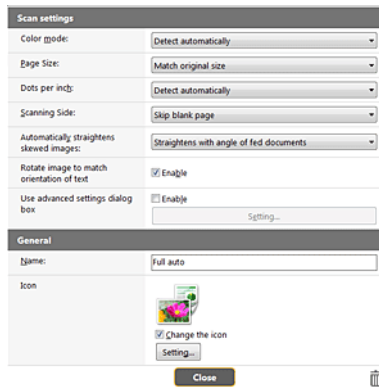 Scan settings
Color mode: Detect automatically
Page Size: Match original size
Dots per inch: Detect automatically
Scanning Side: Skip blank page
Automatically straightens
skewed images: Straightens with angle of fed documents
Rotate image to match
orientation of text Enable
Use advanced settings dialog
box Enable
Setting...
General
Name: Full auto
Icon
Change the icon
Setting...
Close